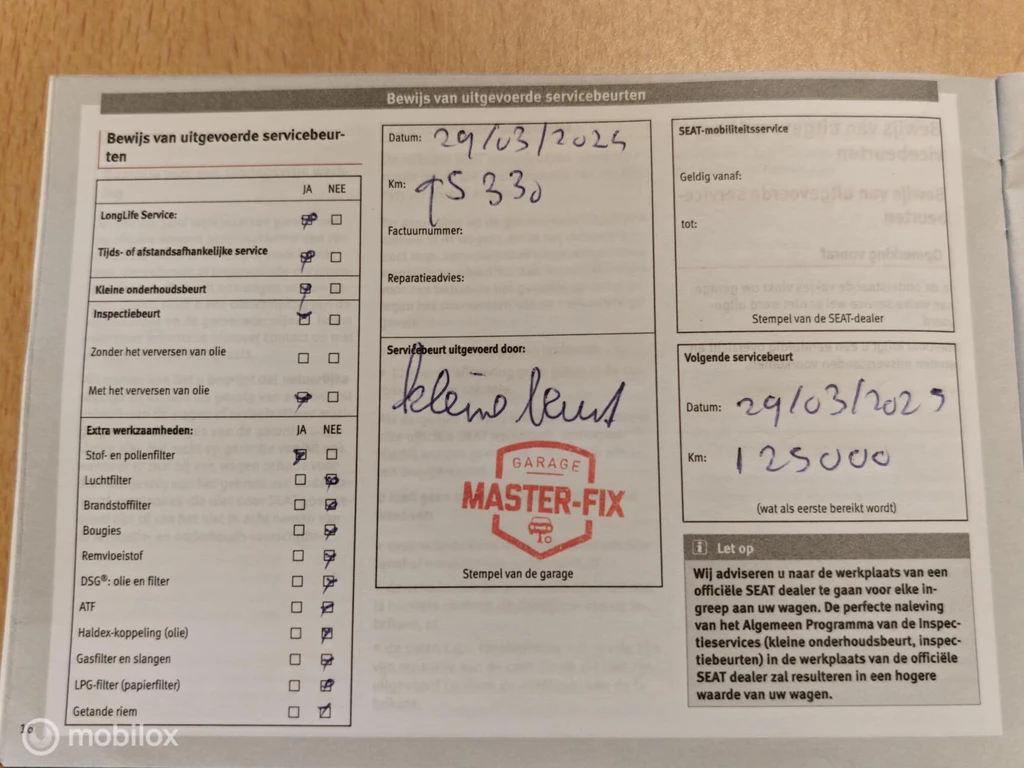 Bewijs van uitgevoerde servicebeurten
Bewijs van uitgevoerde servicebeur-
ten
JA NEE
LongLife Service:
Tijds- of afstandsafhankelijke service
Kleine onderhoudsbeurt
Inspectiebeurt
Zonder het verversen van olie
Met het verversen van olie
Extra werkzaamheden: JA NEE
Stof- en pollenfilter
Luchtfilter
Brandstoffilter
Bougies
Remvloeistof
DSG®: olie en filter
ATF
Haldex-koppeling (olie)
Gasfilter en slangen
LPG-filter (papierfilter)
Getande riem
Datum: 29/03/2024
Km: 95 330
Factuurnummer:
Reparatieadvies:
Servicebeurt uitgevoerd door:
kleine beurt
GARAGE
MASTER-FIX
Stempel van de garage
SEAT-mobiliteitsservice
Geldig vanaf:
tot:
Stempel van de SEAT-dealer
Volgende servicebeurt
Datum: 29/03/2025
Km: 125000
(wat als eerste bereikt wordt)
Let op
Wij adviseren u naar de werkplaats van een
officiële SEAT dealer te gaan voor elke in-
greep aan uw wagen. De perfecte naleving
van het Algemeen Programma van de Inspec-
tieservices (kleine onderhoudsbeurt, inspec-
tiebeurten) in de werkplaats van de officiële
SEAT dealer zal resulteren in een hogere
waarde van uw wagen.
mobilox